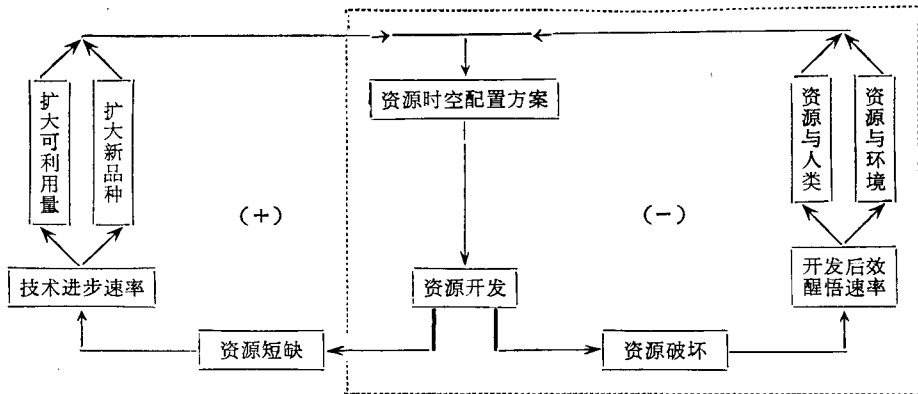 资源时空配置方案
扩大可利用量
扩大新品种
资源与人类
资源与环境
(+)
(-)
技术进步速率
资源开发
开发后效
醒悟速率
资源短缺
资源破坏